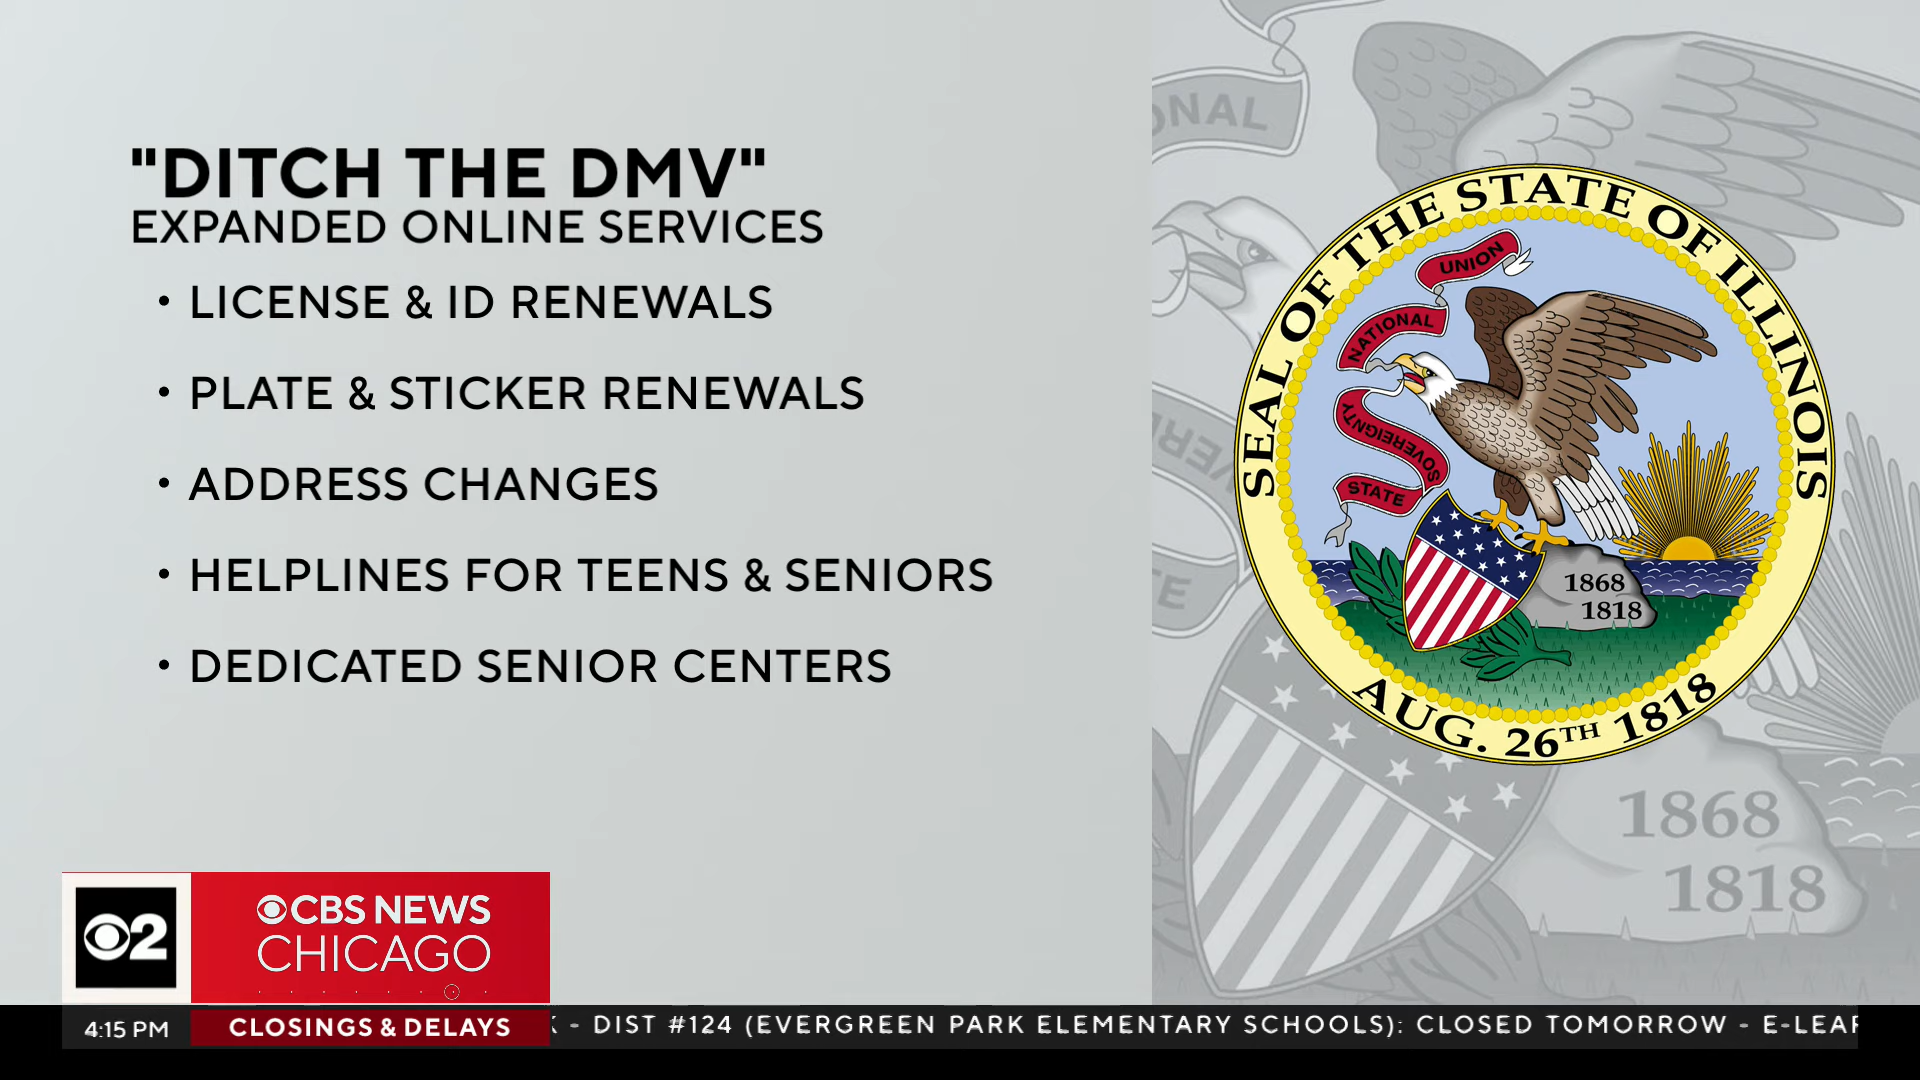 "DITCH THE DMV"
EXPANDED ONLINE SERVICES
• LICENSE & ID RENEWALS
• PLATE & STICKER RENEWALS
• ADDRESS CHANGES
• HELPLINES FOR TEENS & SENIORS
• DEDICATED SENIOR CENTERS
SEAL OF THE STATE OF ILLINOIS
UNION
NATIONAL
SOVEREIGNTY
STATE
1868
1818
AUG. 26TH 1818
1868
1818
2
CBS NEWS
CHICAGO
4:15 PM
CLOSINGS & DELAYS
- DIST #124 (EVERGREEN PARK ELEMENTARY SCHOOLS): CLOSED TOMORROW -